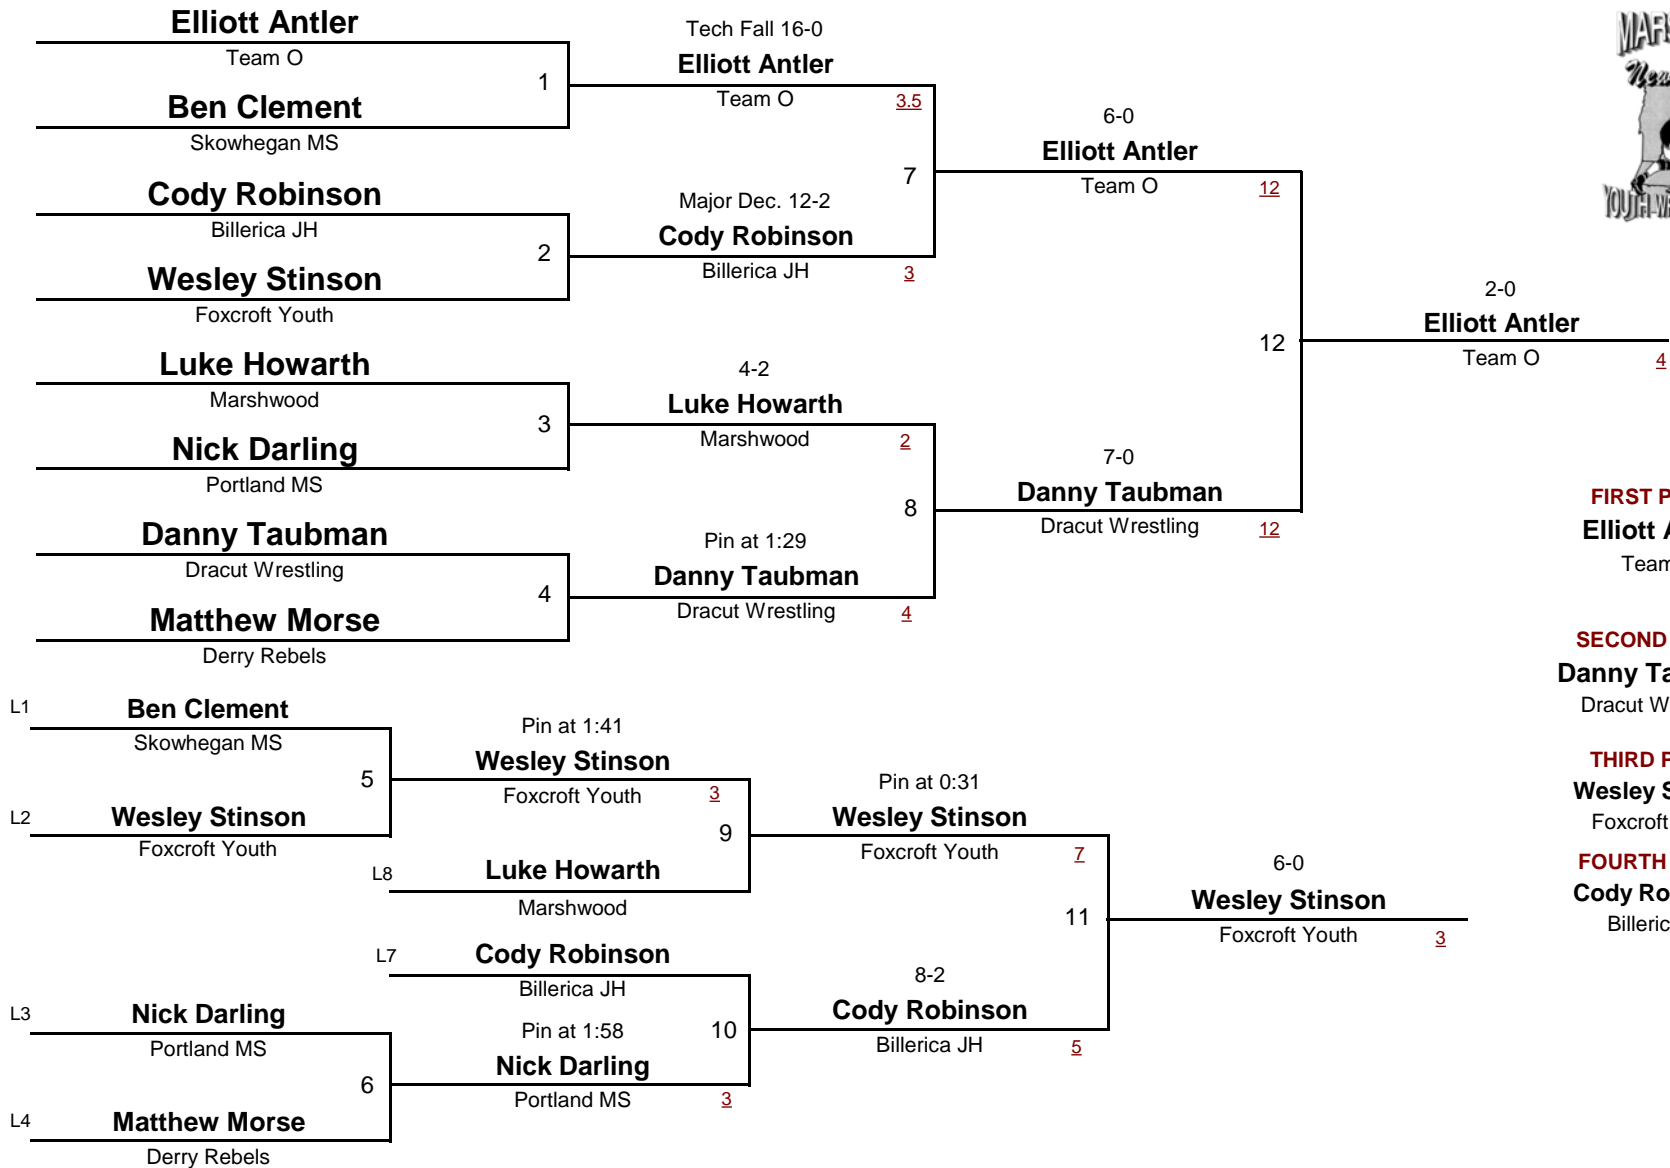 Elliott Antler
Team O
1
Ben Clement
Skowhegan MS
Cody Robinson
Billerica JH
2
Wesley Stinson
Foxcroft Youth
Luke Howarth
Marshwood
3
Nick Darling
Portland MS
Danny Taubman
Dracut Wrestling
4
Matthew Morse
Derry Rebels
Tech Fall 16-0
Elliott Antler
Team O 3.5
7
Major Dec. 12-2
Cody Robinson
Billerica JH 3
4-2
Luke Howarth
Marshwood 2
8
Pin at 1:29
Danny Taubman
Dracut Wrestling 4
6-0
Elliott Antler
Team O 12
12
7-0
Danny Taubman
Dracut Wrestling 12
2-0
Elliott Antler
Team O 4
FIRST P
Elliott A
Team
SECOND
Danny Ta
Dracut W
THIRD P
Wesley S
Foxcroft
FOURTH
Cody Ro
Billeric
L1 Ben Clement
Skowhegan MS
5
L2 Wesley Stinson
Foxcroft Youth
Pin at 1:41
Wesley Stinson
Foxcroft Youth 3
9
L8 Luke Howarth
Marshwood
L7 Cody Robinson
Billerica JH
10
L3 Nick Darling
Portland MS
6
L4 Matthew Morse
Derry Rebels
Pin at 1:58
Nick Darling
Portland MS 3
Pin at 0:31
Wesley Stinson
Foxcroft Youth 7
11
8-2
Cody Robinson
Billerica JH 5
6-0
Wesley Stinson
Foxcroft Youth 3